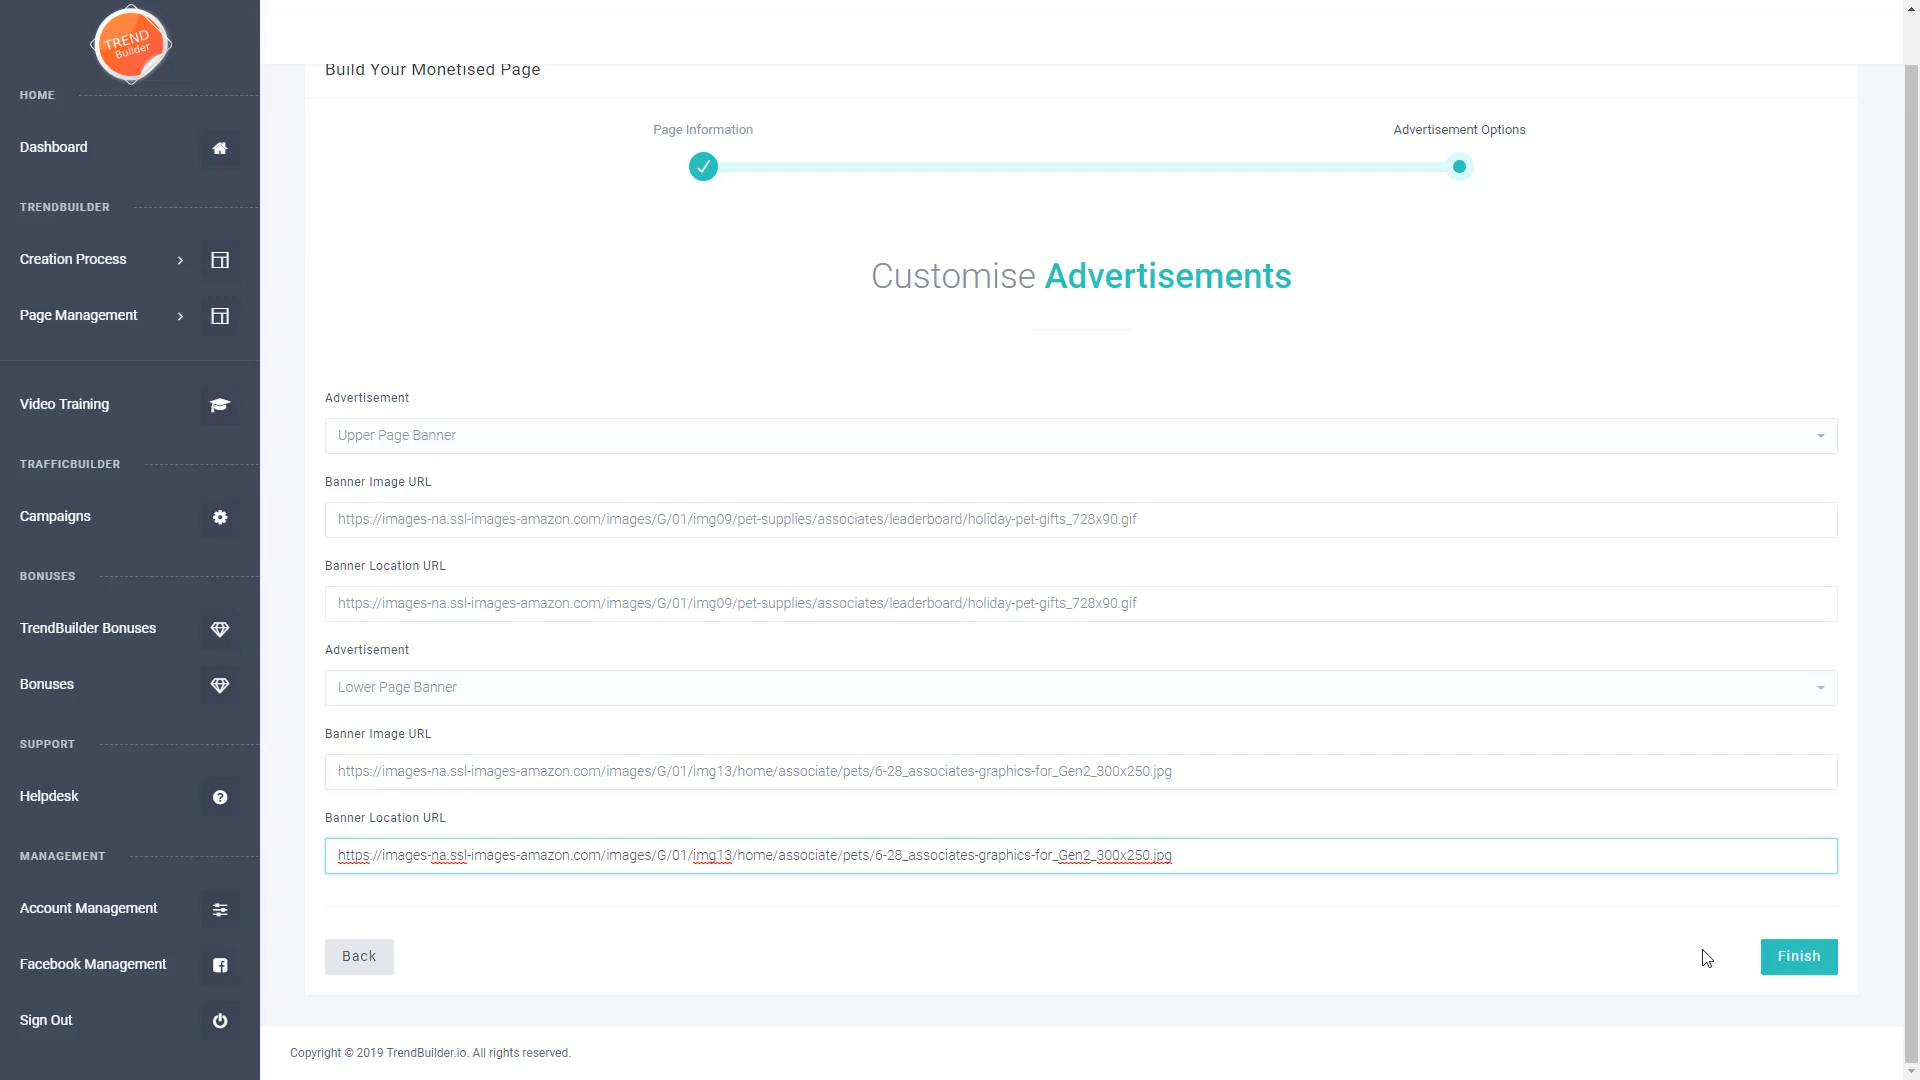 TREND
Builder
HOME
Dashboard
TRENDBUILDER
Creation Process
Page Management
Video Training
TRAFFICBUILDER
Campaigns
BONUSES
TrendBuilder Bonuses
Bonuses
SUPPORT
Helpdesk
MANAGEMENT
Account Management
Facebook Management
Sign Out
Build Your Monetised Page
Page Information
Advertisement Options
Customise Advertisements
Advertisement
Upper Page Banner
Banner Image URL
https://images-na.ssl-images-amazon.com/images/G/01/img09/pet-supplies/associates/leaderboard/holiday-pet-gifts_728x90.gif
Banner Location URL
https://images-na.ssl-images-amazon.com/images/G/01/img09/pet-supplies/associates/leaderboard/holiday-pet-gifts_728x90.gif
Advertisement
Lower Page Banner
Banner Image URL
https://images-na.ssl-images-amazon.com/images/G/01/img13/home/associate/pets/6-28_associates-graphics-for_Gen2_300x250.jpg
Banner Location URL
https://images-na.ssl-images-amazon.com/images/G/01/img13/home/associate/pets/6-28_associates-graphics-for_Gen2_300x250.jpg
Back
Finish
Copyright © 2019 TrendBuilder.io. All rights reserved.